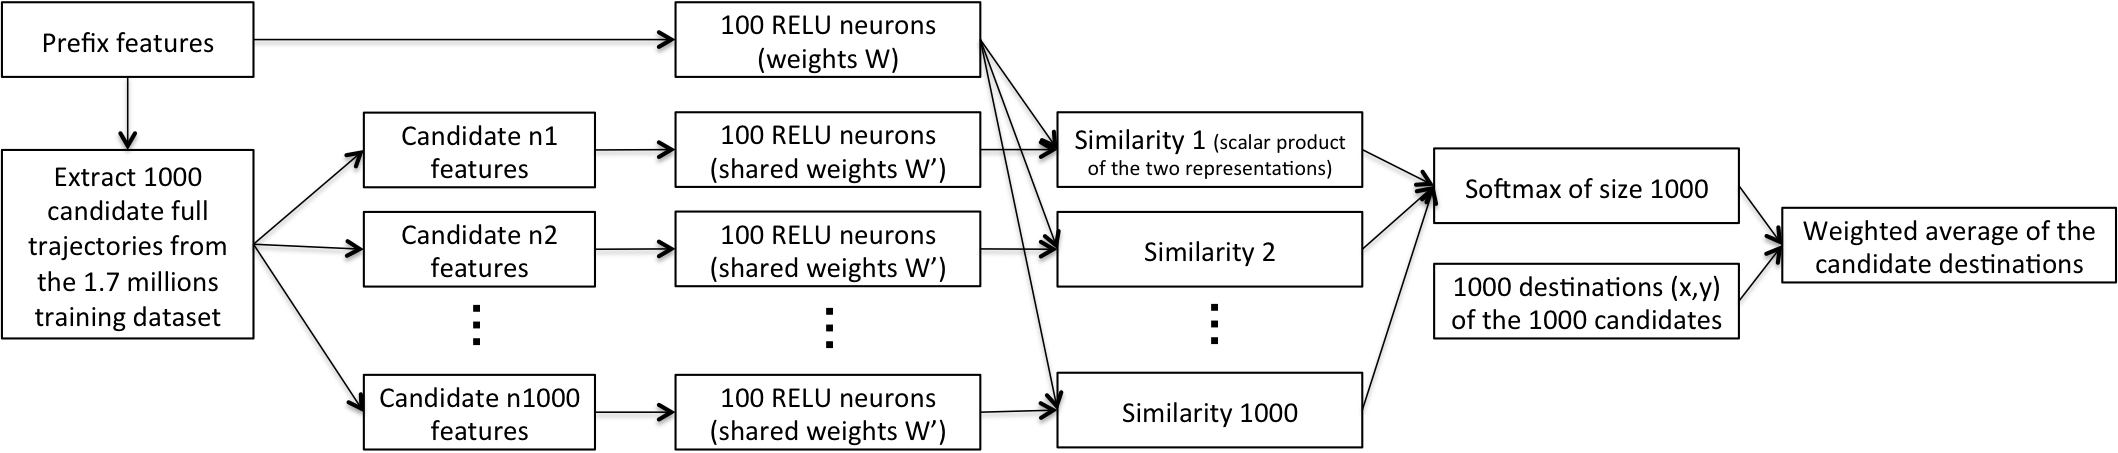 Prefix features
100 RELU neurons
(weights W)
Extract 1000
candidate full
trajectories from
the 1.7 millions
training dataset
Candidate n1
features
100 RELU neurons
(shared weights W’)
Similarity 1 (scalar product
of the two representations)
Candidate n2
features
100 RELU neurons
(shared weights W’)
Similarity 2
Candidate n1000
features
100 RELU neurons
(shared weights W’)
Similarity 1000
Softmax of size 1000
1000 destinations (x,y)
of the 1000 candidates
Weighted average of the
candidate destinations